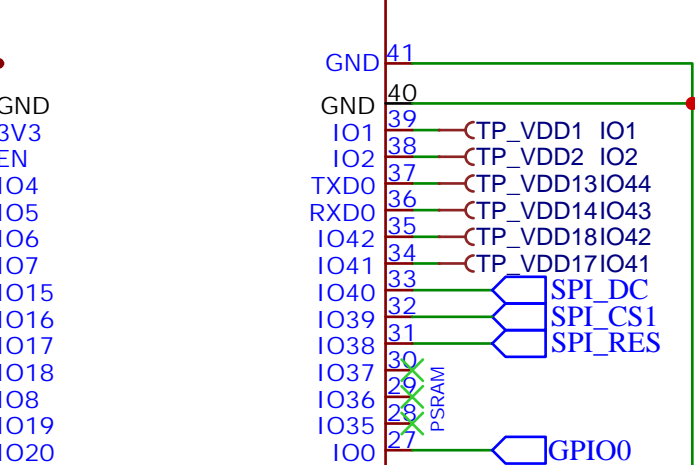 GND 41
GND GND 40
3V3 IO1 39 TP_VDD1 IO1
EN IO2 38 TP_VDD2 IO2
IO4 TXD0 37 TP_VDD13IO44
IO5 RXD0 36 TP_VDD14IO43
IO6 IO42 35 TP_VDD18IO42
IO7 IO41 34 TP_VDD17IO41
IO15 IO40 33 SPI_DC
IO16 IO39 32 SPI_CS1
IO17 IO38 31 SPI_RES
IO18 IO37 30
IO8 IO36 29
IO19 IO35 28
PSRAM
IO20 IO0 27 GPIO0